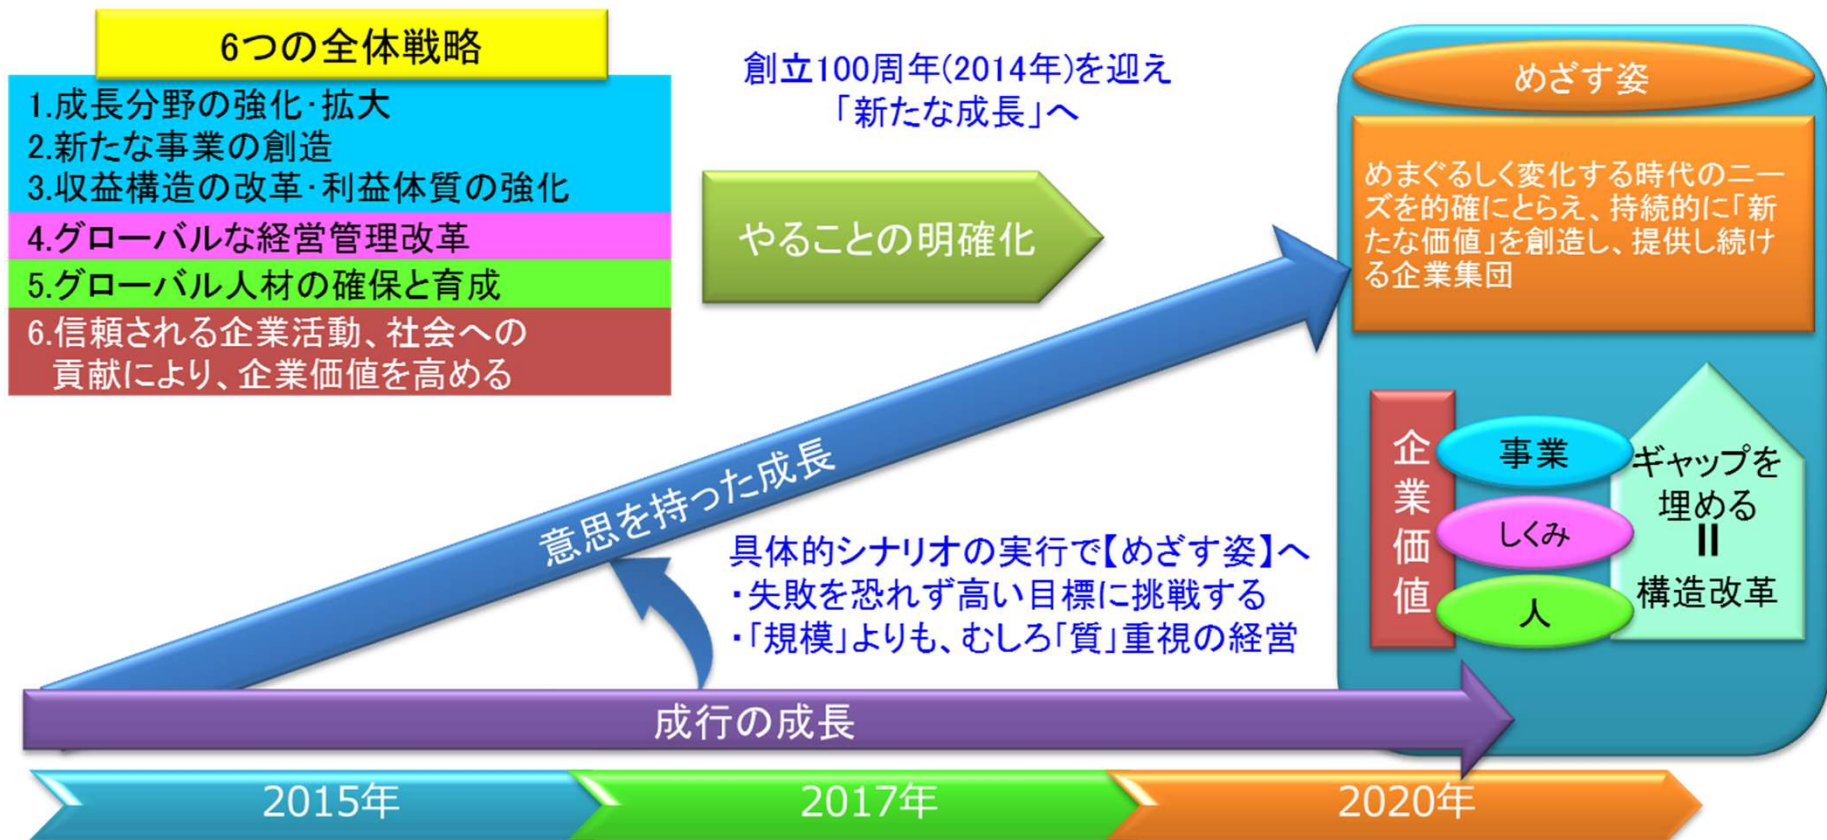 6つの全体戦略
1.成長分野の強化･拡大
2.新たな事業の創造
3.収益構造の改革･利益体質の強化
4.グローバルな経営管理改革
5.グローバル人材の確保と育成
6.信頼される企業活動、社会への
貢献により、企業価値を高める
創立100周年(2014年)を迎え
｢新たな成長｣へ
やることの明確化
めざす姿
めまぐるしく変化する時代のニー
ズを的確にとらえ、持続的に｢新
たな価値｣を創造し、提供し続け
る企業集団
意思を持った成長
具体的シナリオの実行で【めざす姿】へ
･失敗を恐れず高い目標に挑戦する
･｢規模｣よりも、むしろ｢質｣重視の経営
企業価値
事業
しくみ
人
ギャップを
埋める
＝
構造改革
成行の成長
2015年
2017年
2020年